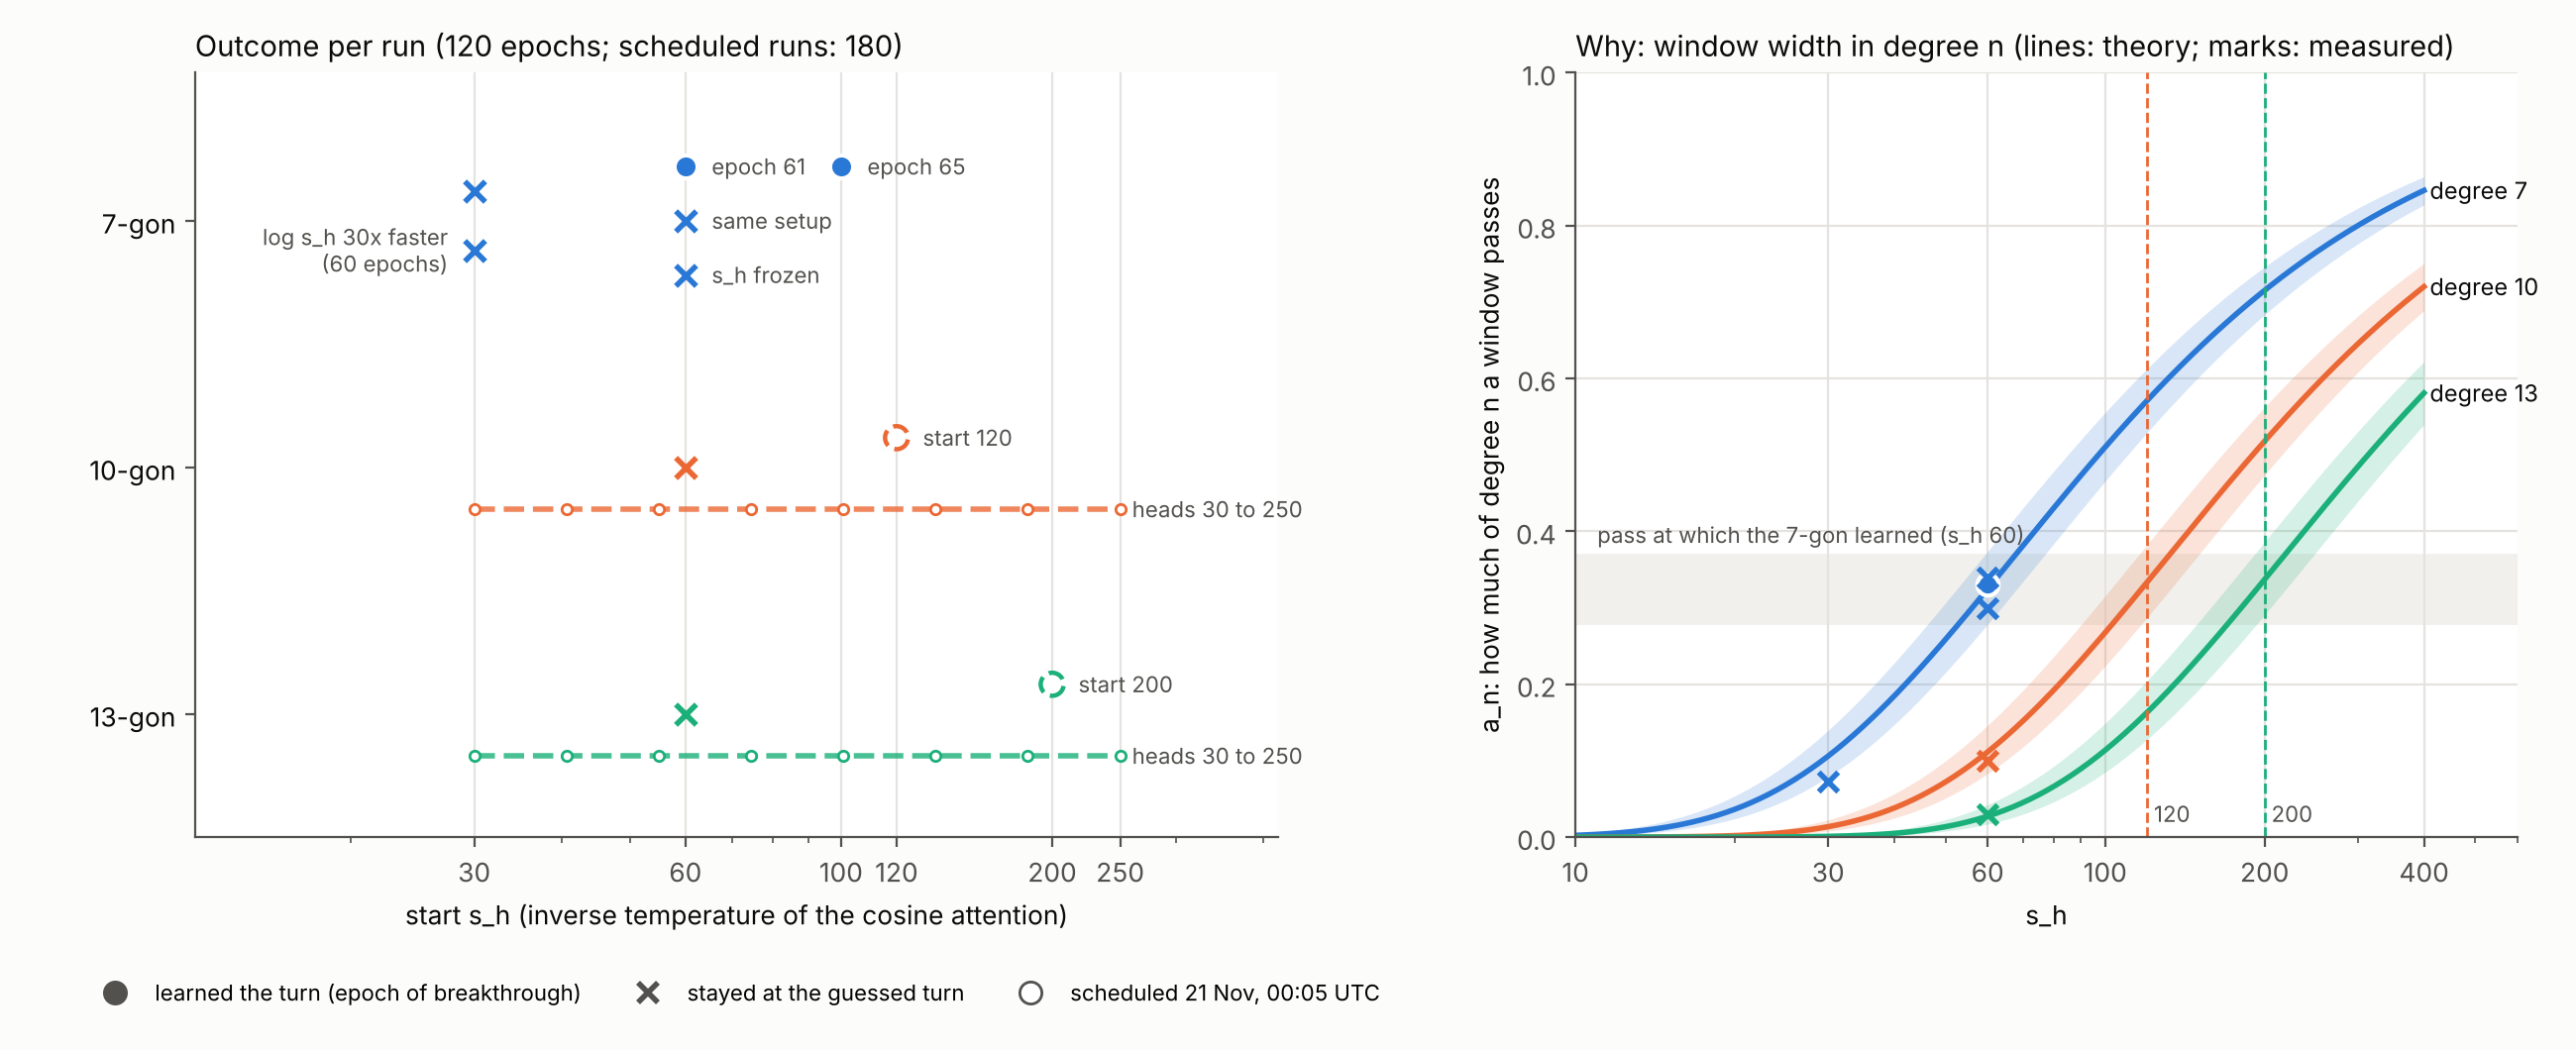 Outcome per run (120 epochs; scheduled runs: 180)
epoch 61
epoch 65
7-gon
same setup
log s_h 30x faster
(60 epochs)
s_h frozen
start 120
10-gon
heads 30 to 250
start 200
13-gon
heads 30 to 250
30
60
100
120
200
250
start s_h (inverse temperature of the cosine attention)
learned the turn (epoch of breakthrough)
stayed at the guessed turn
scheduled 21 Nov, 00:05 UTC
Why: window width in degree n (lines: theory; marks: measured)
a_n: how much of degree n a window passes
1.0
0.8
0.6
0.4
0.2
0.0
degree 7
degree 10
degree 13
pass at which the 7-gon learned (s_h 60)
120
200
10
30
60
100
200
400
s_h